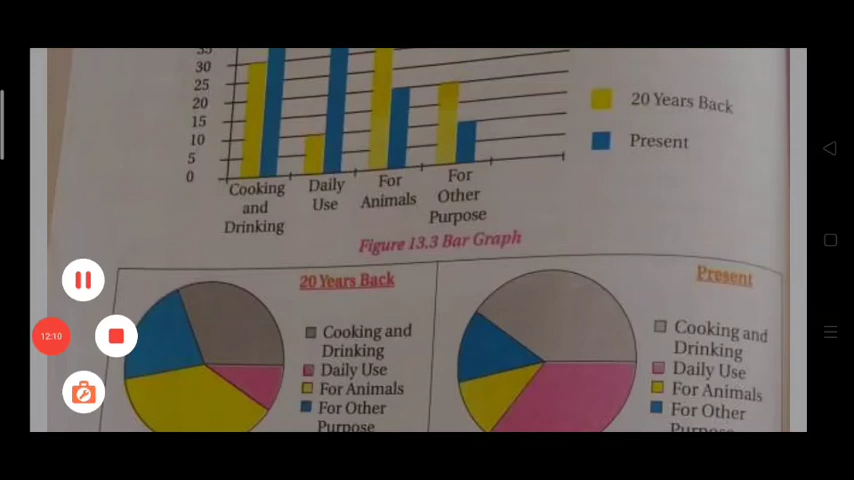 35
30
25
20
15
10
5
0
Cooking
and
Drinking
Daily
Use
For
Animals
For
Other
Purpose
20 Years Back
Present
Figure 13.3 Bar Graph
20 Years Back
Cooking and
Drinking
Daily Use
For Animals
For Other
Purpose
Present
Cooking and
Drinking
Daily Use
For Animals
For Other
Purpose
12:10